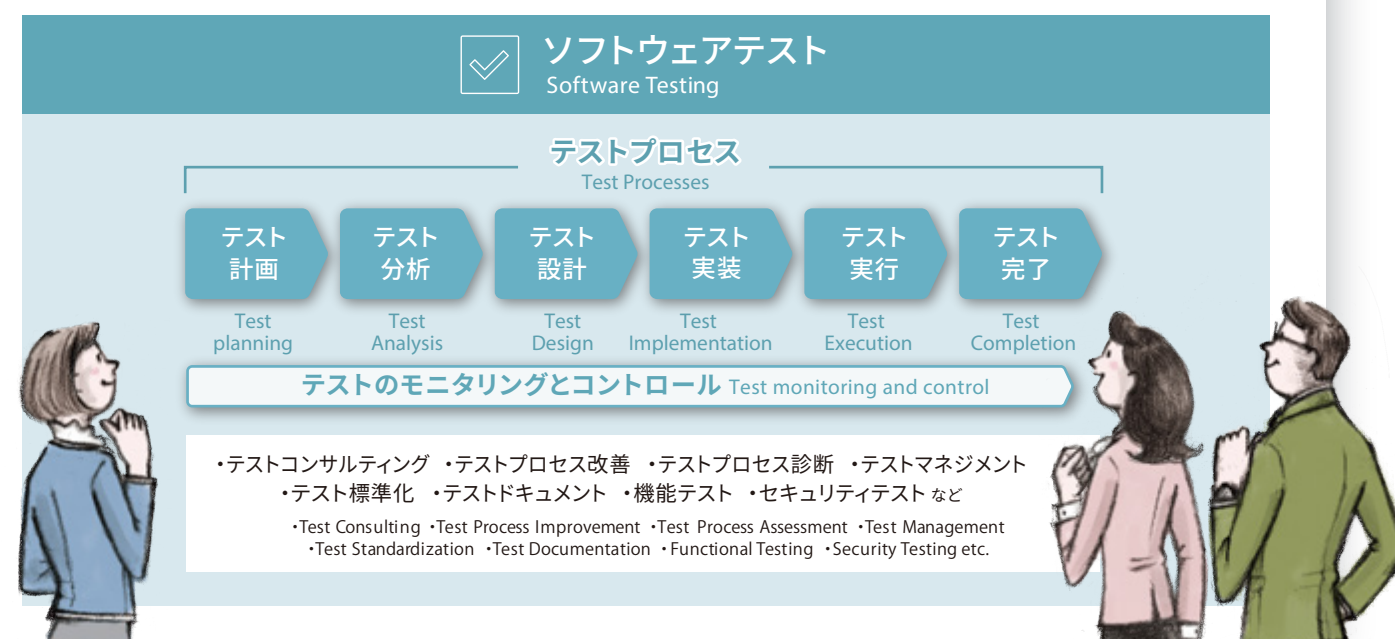 ソフトウェアテスト
Software Testing
テストプロセス
Test Processes
テスト
計画
テスト
分析
テスト
設計
テスト
実装
テスト
実行
テスト
完了
Test
planning
Test
Analysis
Test
Design
Test
Implementation
Test
Execution
Test
Completion
テストのモニタリングとコントロール Test monitoring and control
・テストコンサルティング ・テストプロセス改善 ・テストプロセス診断 ・テストマネジメント
・テスト標準化 ・テストドキュメント ・機能テスト ・セキュリティテスト など
・Test Consulting ・Test Process Improvement ・Test Process Assessment ・Test Management
・Test Standardization ・Test Documentation ・Functional Testing ・Security Testing etc.